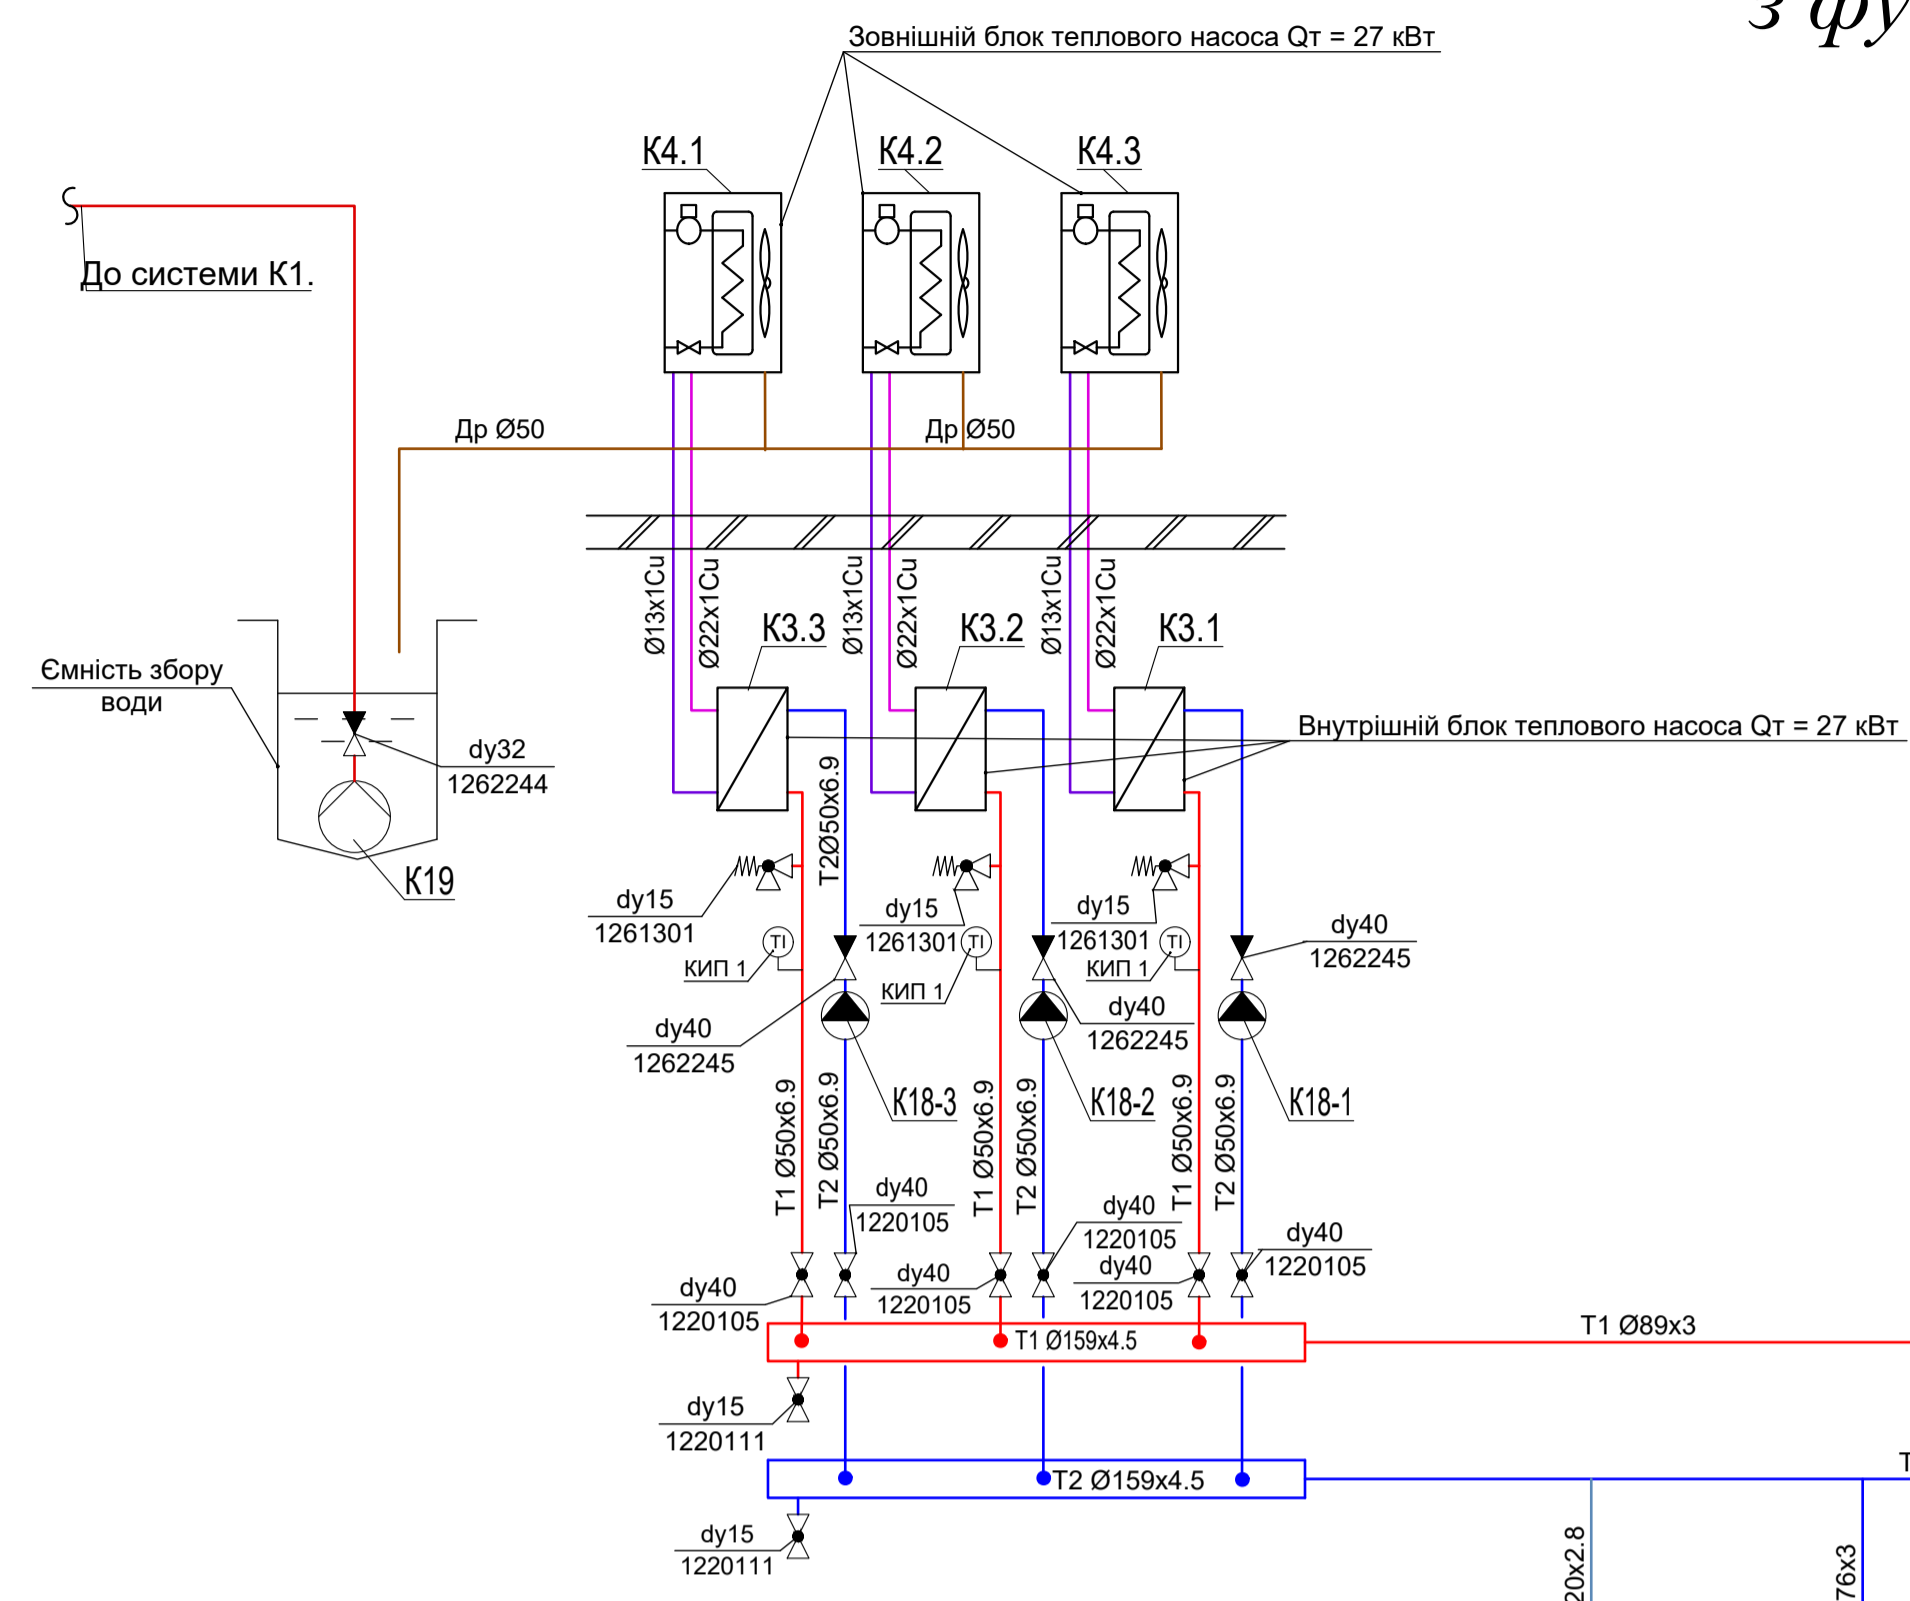 з фу
Зовнішній блок теплового насоса Qт = 27 кВт
К4.1
К4.2
К4.3
До системи К1.
Др Ø50
Др Ø50
Ø13x1Cu
Ø22x1Cu
Ø13x1Cu
Ø22x1Cu
Ø13x1Cu
Ø22x1Cu
К3.3
К3.2
К3.1
Ємність збору
води
Внутрішній блок теплового насоса Qт = 27 кВт
dy32
1262244
К19
T2Ø50x6.9
dy15
1261301
dy15
1261301
dy15
1261301
TI
TI
TI
КИП 1
КИП 1
КИП 1
dy40
1262245
dy40
1262245
dy40
1262245
К18-3
К18-2
К18-1
T1 Ø50x6.9
T2 Ø50x6.9
T1 Ø50x6.9
T2 Ø50x6.9
T1 Ø50x6.9
T2 Ø50x6.9
dy40
1220105
dy40
1220105
dy40
1220105
dy40
1220105
dy40
1220105
dy40
1220105
T1 Ø159x4.5
T1 Ø89x3
dy15
1220111
T2 Ø159x4.5
T
dy15
1220111
20x2.8
76x3